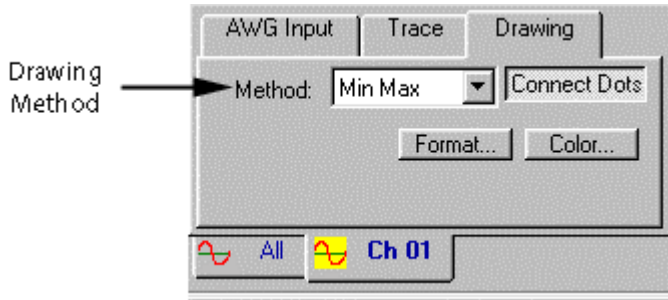 AWG Input Trace Drawing
Drawing
Method
Method: Min Max Connect Dots
Format... Color...
All Ch 01